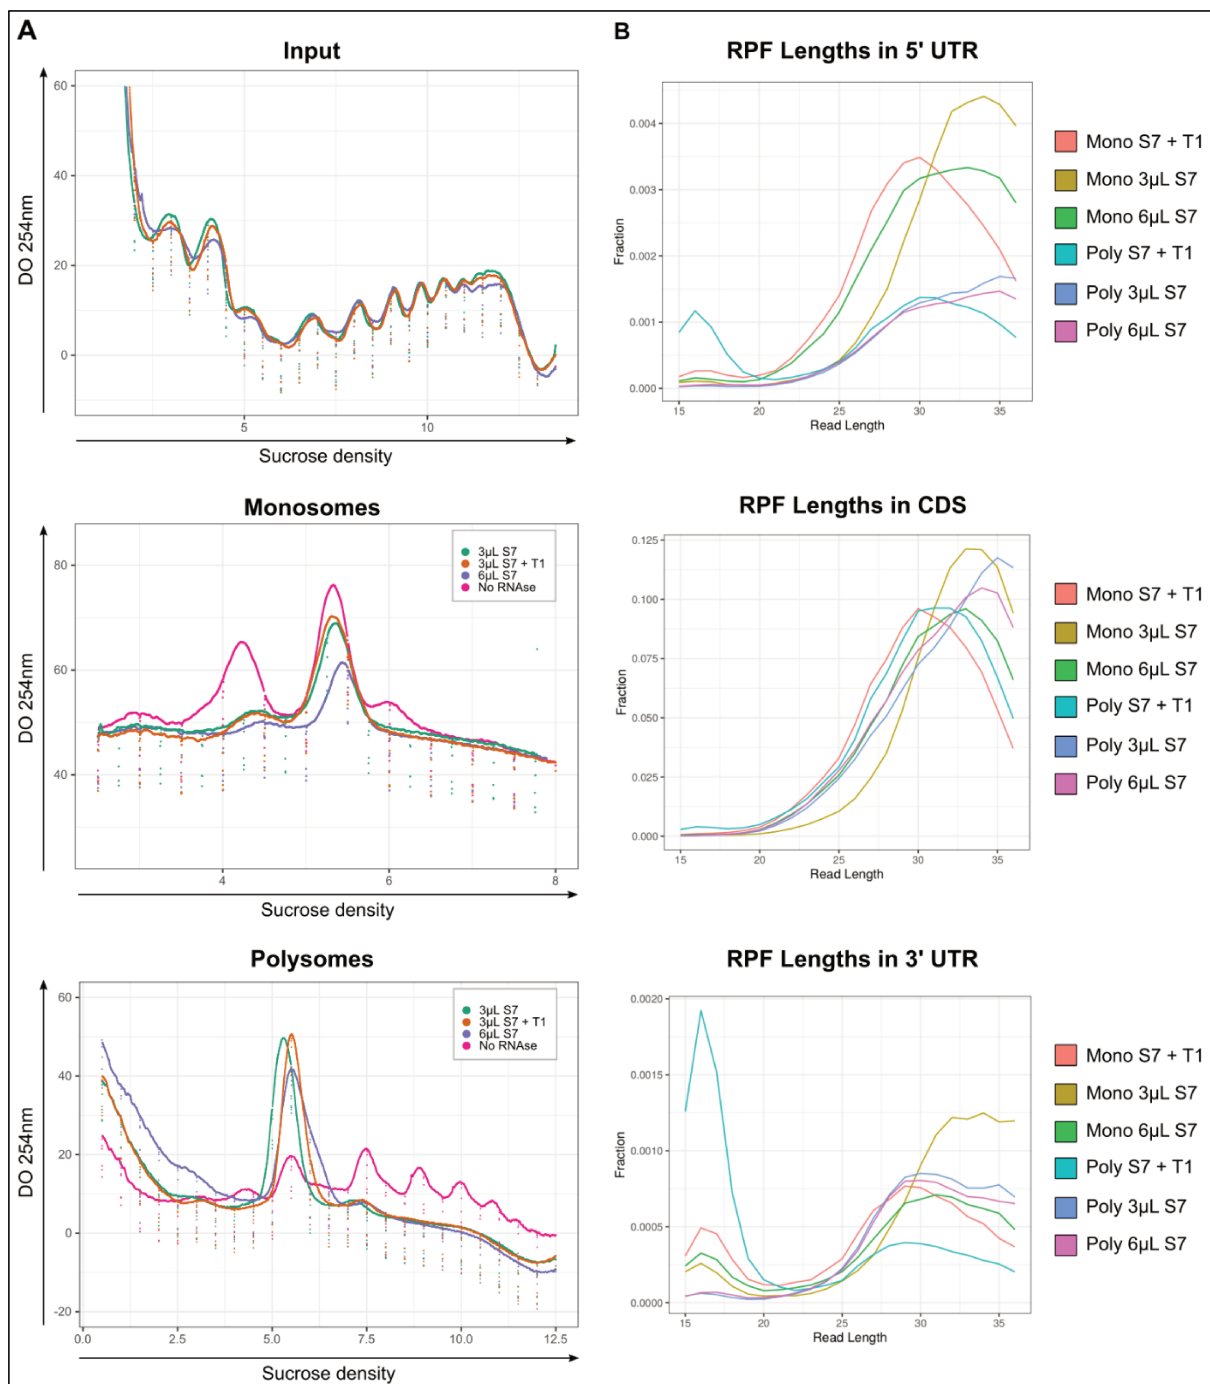 A
Input
60
40
20
0
DO 254nm
5
10
Sucrose density
Monosomes
80
60
40
DO 254nm
3µL S7
3µL S7 + T1
6µL S7
No RNAse
4
6
8
Sucrose density
Polysomes
60
40
20
0
-20
DO 254nm
3µL S7
3µL S7 + T1
6µL S7
No RNAse
0.0
2.5
5.0
7.5
10.0
12.5
Sucrose density
B
RPF Lengths in 5' UTR
0.004
0.003
0.002
0.001
0.000
Fraction
15
20
25
30
35
Read Length
Mono S7 + T1
Mono 3µL S7
Mono 6µL S7
Poly S7 + T1
Poly 3µL S7
Poly 6µL S7
RPF Lengths in CDS
0.125
0.100
0.075
0.050
0.025
0.000
Fraction
15
20
25
30
35
Read Length
Mono S7 + T1
Mono 3µL S7
Mono 6µL S7
Poly S7 + T1
Poly 3µL S7
Poly 6µL S7
RPF Lengths in 3' UTR
0.0020
0.0015
0.0010
0.0005
0.0000
Fraction
15
20
25
30
35
Read Length
Mono S7 + T1
Mono 3µL S7
Mono 6µL S7
Poly S7 + T1
Poly 3µL S7
Poly 6µL S7